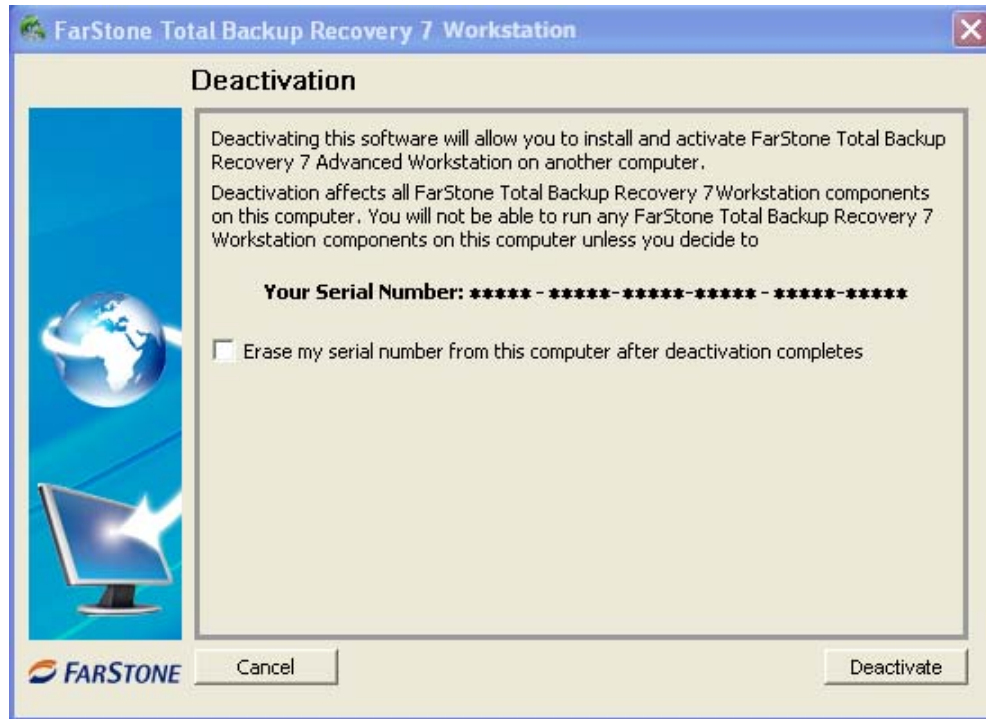 FarStone Total Backup Recovery 7 Workstation
Deactivation
Deactivating this software will allow you to install and activate FarStone Total Backup
Recovery 7 Advanced Workstation on another computer.
Deactivation affects all FarStone Total Backup Recovery 7Workstation components
on this computer. You will not be able to run any FarStone Total Backup Recovery 7
Workstation components on this computer unless you decide to
Your Serial Number: ***** - *****-*****-***** - *****-*****
Erase my serial number from this computer after deactivation completes
FARSTONE
Cancel
Deactivate